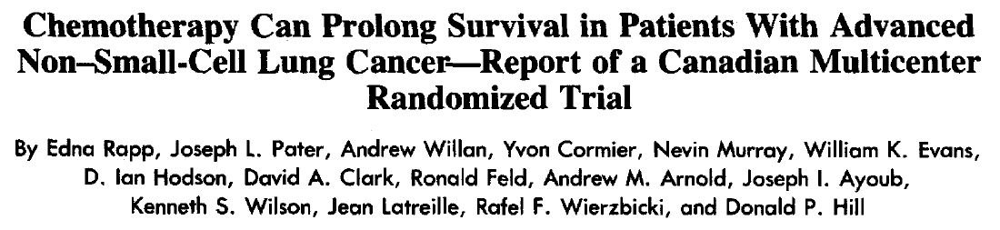 Chemotherapy Can Prolong Survival in Patients With Advanced
Non–Small-Cell Lung Cancer—Report of a Canadian Multicenter
Randomized Trial
By Edna Rapp, Joseph L. Pater, Andrew Willan, Yvon Cormier, Nevin Murray, William K. Evans,
D. Ian Hodson, David A. Clark, Ronald Feld, Andrew M. Arnold, Joseph I. Ayoub,
Kenneth S. Wilson, Jean Latreille, Rafel F. Wierzbicki, and Donald P. Hill